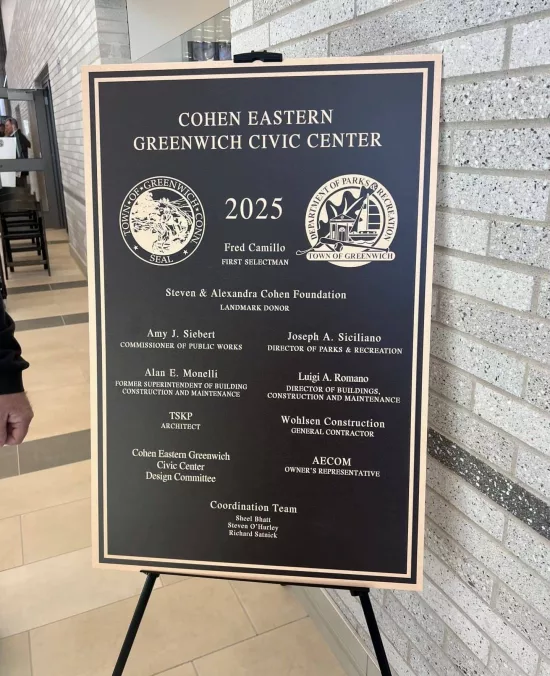 COHEN EASTERN
GREENWICH CIVIC CENTER
TOWN OF GREENWICH, CONN.
SEAL
2025
DEPARTMENT OF PARKS & RECREATION
TOWN OF GREENWICH
Fred Camillo
FIRST SELECTMAN
Steven & Alexandra Cohen Foundation
LANDMARK DONOR
Amy J. Siebert
COMMISSIONER OF PUBLIC WORKS
Joseph A. Siciliano
DIRECTOR OF PARKS & RECREATION
Alan E. Monelli
FORMER SUPERINTENDENT OF BUILDING
CONSTRUCTION AND MAINTENANCE
Luigi A. Romano
DIRECTOR OF BUILDINGS,
CONSTRUCTION AND MAINTENANCE
TSKP
ARCHITECT
Wohlsen Construction
GENERAL CONTRACTOR
Cohen Eastern Greenwich
Civic Center
Design Committee
AECOM
OWNER'S REPRESENTATIVE
Coordination Team
Sheel Bhatt
Steven O'Hurley
Richard Satnick